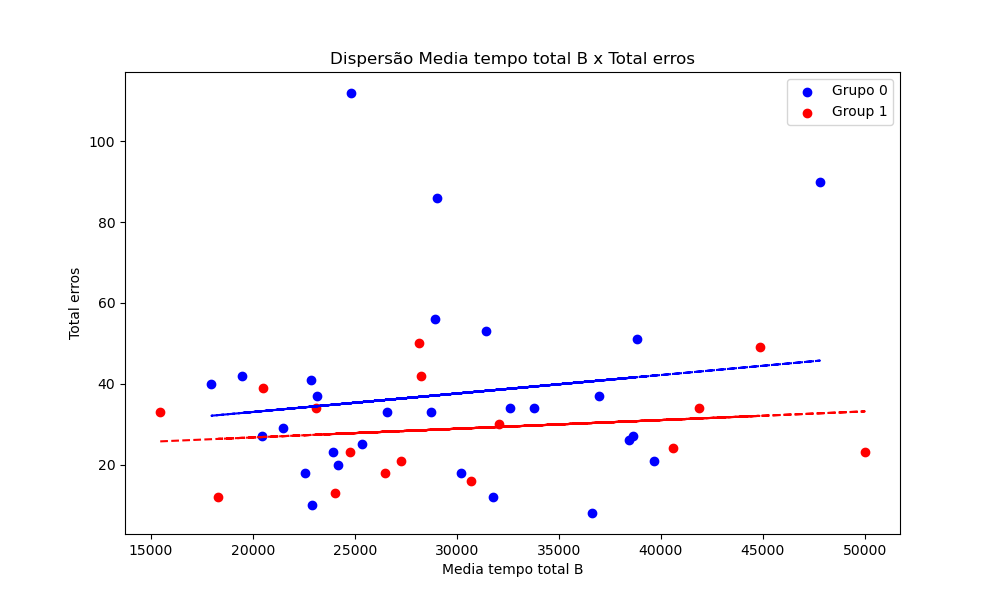 Dispersão Media tempo total B x Total erros
Grupo 0
Group 1
Total erros
100
80
60
40
20
15000 20000 25000 30000 35000 40000 45000 50000
Media tempo total B